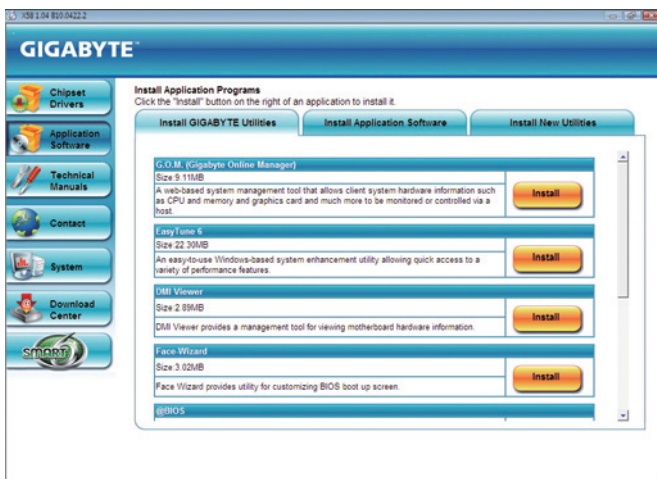 X58 1.04 B10.0422.2
GIGABYTE™
Chipset
Drivers
Application
Software
Technical
Manuals
Contact
System
Download
Center
SMART6
Install Application Programs
Click the "Install" button on the right of an application to install it.
Install GIGABYTE Utilities
Install Application Software
Install New Utilities
G.O.M. (Gigabyte Online Manager)
Size:9.11MB
A web-based system management tool that allows client system hardware information such
as CPU and memory and graphics card and much more to be monitored or controlled via a
host.
Install
EasyTune 6
Size:22.30MB
An easy-to-use Windows-based system enhancement utility allowing quick access to a
variety of performance features.
Install
DMI Viewer
Size:2.89MB
DMI Viewer provides a management tool for viewing motherboard hardware information.
Install
Face-Wizard
Size:3.02MB
Face Wizard provides utility for customizing BIOS boot up screen.
Install
@BIOS